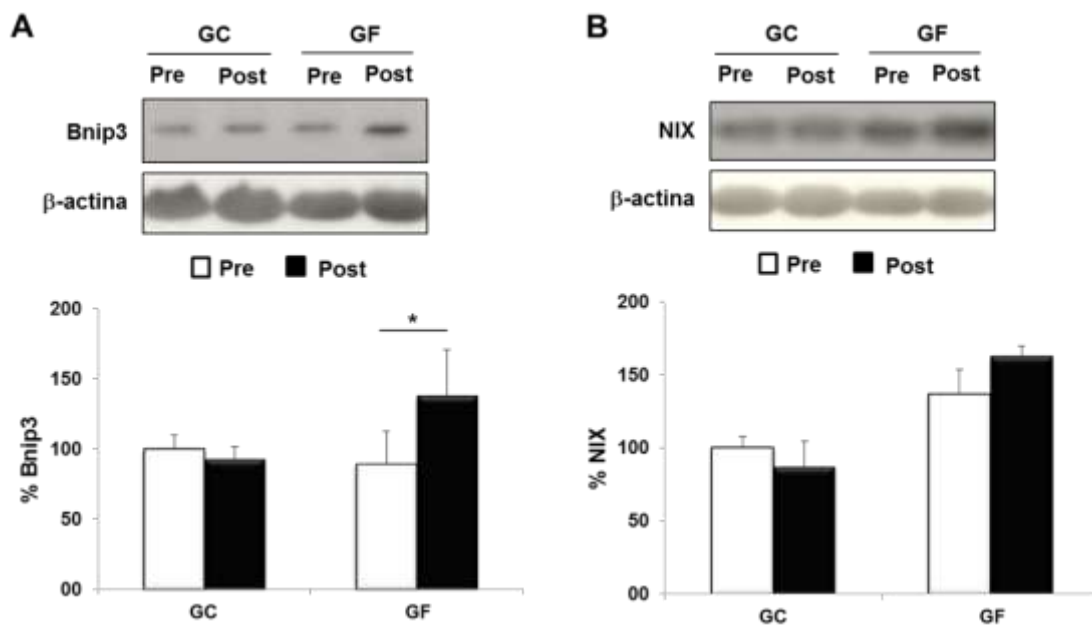 A
GC GF
Pre Post Pre Post
Bnip3
β-actina
Pre Post
200
150
100
50
00
% Bnip3
*
GC GF
B
GC GF
Pre Post Pre Post
NIX
β-actina
Pre Post
200
150
100
50
00
% NIX
GC GF